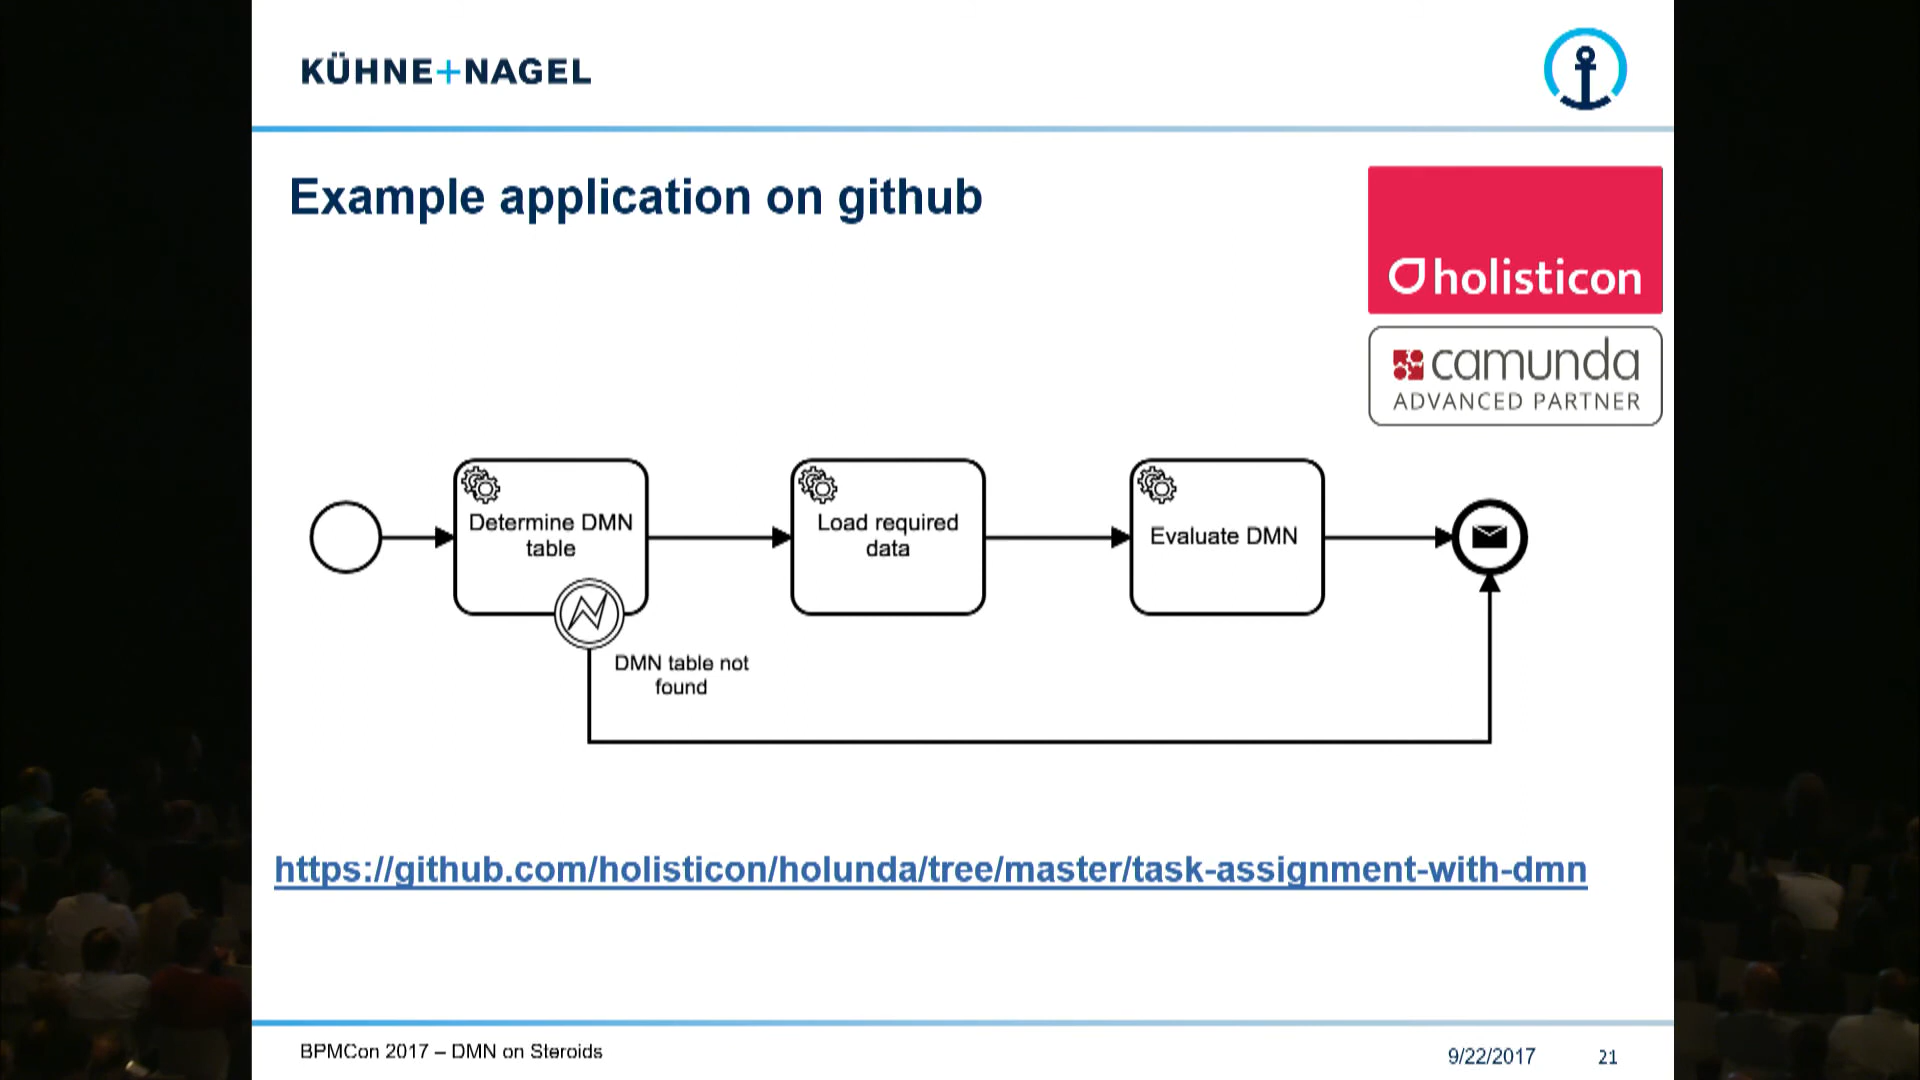 KÜHNE+NAGEL
Example application on github
holisticon
camunda
ADVANCED PARTNER
Determine DMN
table
Load required
data
Evaluate DMN
DMN table not
found
https://github.com/holisticon/holunda/tree/master/task-assignment-with-dmn
BPMCon 2017 – DMN on Steroids
9/22/2017
21